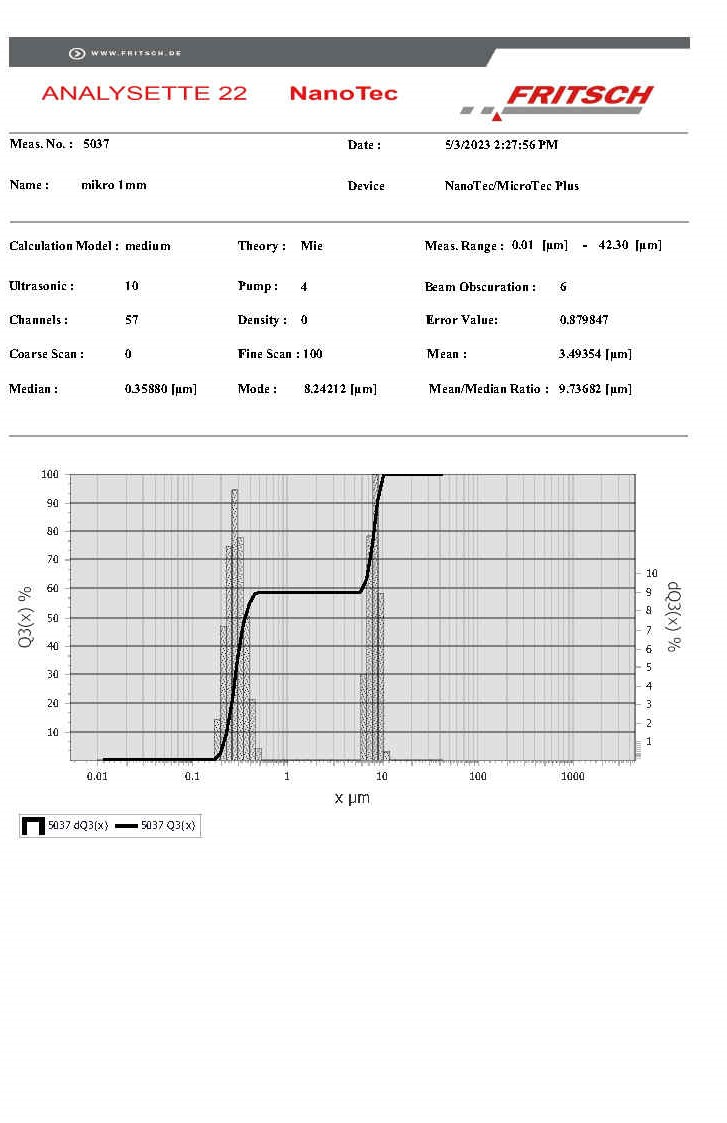 WWW.FRITSCH.DE
ANALYSETTE 22 NanoTec FRITSCH
Meas. No. : 5037 Date : 5/3/2023 2:27:56 PM
Name : mikro 1mm Device NanoTec/MicroTec Plus
Calculation Model : medium Theory : Mie Meas. Range : 0.01 [µm] - 42.30 [µm]
Ultrasonic : 10 Pump : 4 Beam Obscuration : 6
Channels : 57 Density : 0 Error Value: 0.879847
Coarse Scan : 0 Fine Scan : 100 Mean : 3.49354 [µm]
Median : 0.35880 [µm] Mode : 8.24212 [µm] Mean/Median Ratio : 9.73682 [µm]
100
90
80
70
60
50
40
30
20
10
Q3(x) %
10
9
8
7
6
5
4
3
2
1
dQ3(x) %
0.01 0.1 1 10 100 1000
x µm
5037 dQ3(x) 5037 Q3(x)